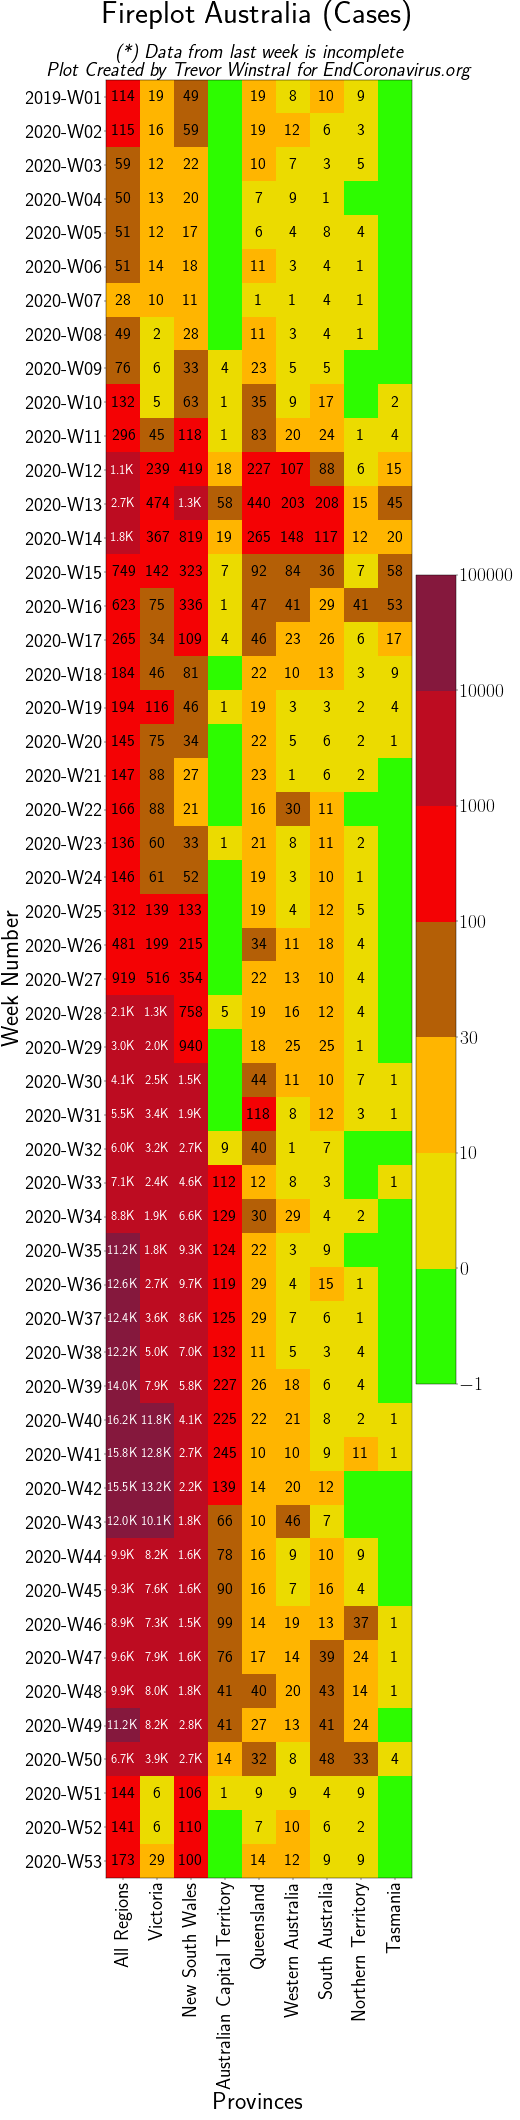 Fireplot Australia (Cases)
(*) Data from last week is incomplete
Plot Created by Trevor Winstral for EndCoronavirus.org
2019-W01 114 19 49 19 8 10 9
2020-W02 115 16 59 19 12 6 3
2020-W03 59 12 22 10 7 3 5
2020-W04 50 13 20 7 9 1
2020-W05 51 12 17 6 4 8 4
2020-W06 51 14 18 11 3 4 1
2020-W07 28 10 11 1 1 4 1
2020-W08 49 2 28 11 3 4 1
2020-W09 76 6 33 4 23 5 5
2020-W10 132 5 63 1 35 9 17 2
2020-W11 296 45 118 1 83 20 24 1 4
2020-W12 1.1K 239 419 18 227 107 88 6 15
2020-W13 2.7K 474 1.3K 58 440 203 208 15 45
2020-W14 1.8K 367 819 19 265 148 117 12 20
2020-W15 749 142 323 7 92 84 36 7 58
2020-W16 623 75 336 1 47 41 29 41 53
2020-W17 265 34 109 4 46 23 26 6 17
2020-W18 184 46 81 22 10 13 3 9
2020-W19 194 116 46 1 19 3 3 2 4
2020-W20 145 75 34 22 5 6 2 1
2020-W21 147 88 27 23 1 6 2
2020-W22 166 88 21 16 30 11
2020-W23 136 60 33 1 21 8 11 2
2020-W24 146 61 52 19 3 10 1
2020-W25 312 139 133 19 4 12 5
2020-W26 481 199 215 34 11 18 4
2020-W27 919 516 354 22 13 10 4
2020-W28 2.1K 1.3K 758 5 19 16 12 4
2020-W29 3.0K 2.0K 940 18 25 25 1
2020-W30 4.1K 2.5K 1.5K 44 11 10 7 1
2020-W31 5.5K 3.4K 1.9K 118 8 12 3 1
2020-W32 6.0K 3.2K 2.7K 9 40 1 7
2020-W33 7.1K 2.4K 4.6K 112 12 8 3 1
2020-W34 8.8K 1.9K 6.6K 129 30 29 4 2
2020-W35 11.2K 1.8K 9.3K 124 22 3 9
2020-W36 12.6K 2.7K 9.7K 119 29 4 15 1
2020-W37 12.4K 3.6K 8.6K 125 29 7 6 1
2020-W38 12.2K 5.0K 7.0K 132 11 5 3 4
2020-W39 14.0K 7.9K 5.8K 227 26 18 6 4
2020-W40 16.2K 11.8K 4.1K 225 22 21 8 2 1
2020-W41 15.8K 12.8K 2.7K 245 10 10 9 11 1
2020-W42 15.5K 13.2K 2.2K 139 14 20 12
2020-W43 12.0K 10.1K 1.8K 66 10 46 7
2020-W44 9.9K 8.2K 1.6K 78 16 9 10 9
2020-W45 9.3K 7.6K 1.6K 90 16 7 16 4
2020-W46 8.9K 7.3K 1.5K 99 14 19 13 37 1
2020-W47 9.6K 7.9K 1.6K 76 17 14 39 24 1
2020-W48 9.9K 8.0K 1.8K 41 40 20 43 14 1
2020-W49 11.2K 8.2K 2.8K 41 27 13 41 24
2020-W50 6.7K 3.9K 2.7K 14 32 8 48 33 4
2020-W51 144 6 106 1 9 9 4 9
2020-W52 141 6 110 7 10 6 2
2020-W53 173 29 100 14 12 9 9
Week Number
All Regions
Victoria
New South Wales
Australian Capital Territory
Queensland
Western Australia
South Australia
Northern Territory
Tasmania
Provinces
100000
10000
1000
100
30
10
0
−1